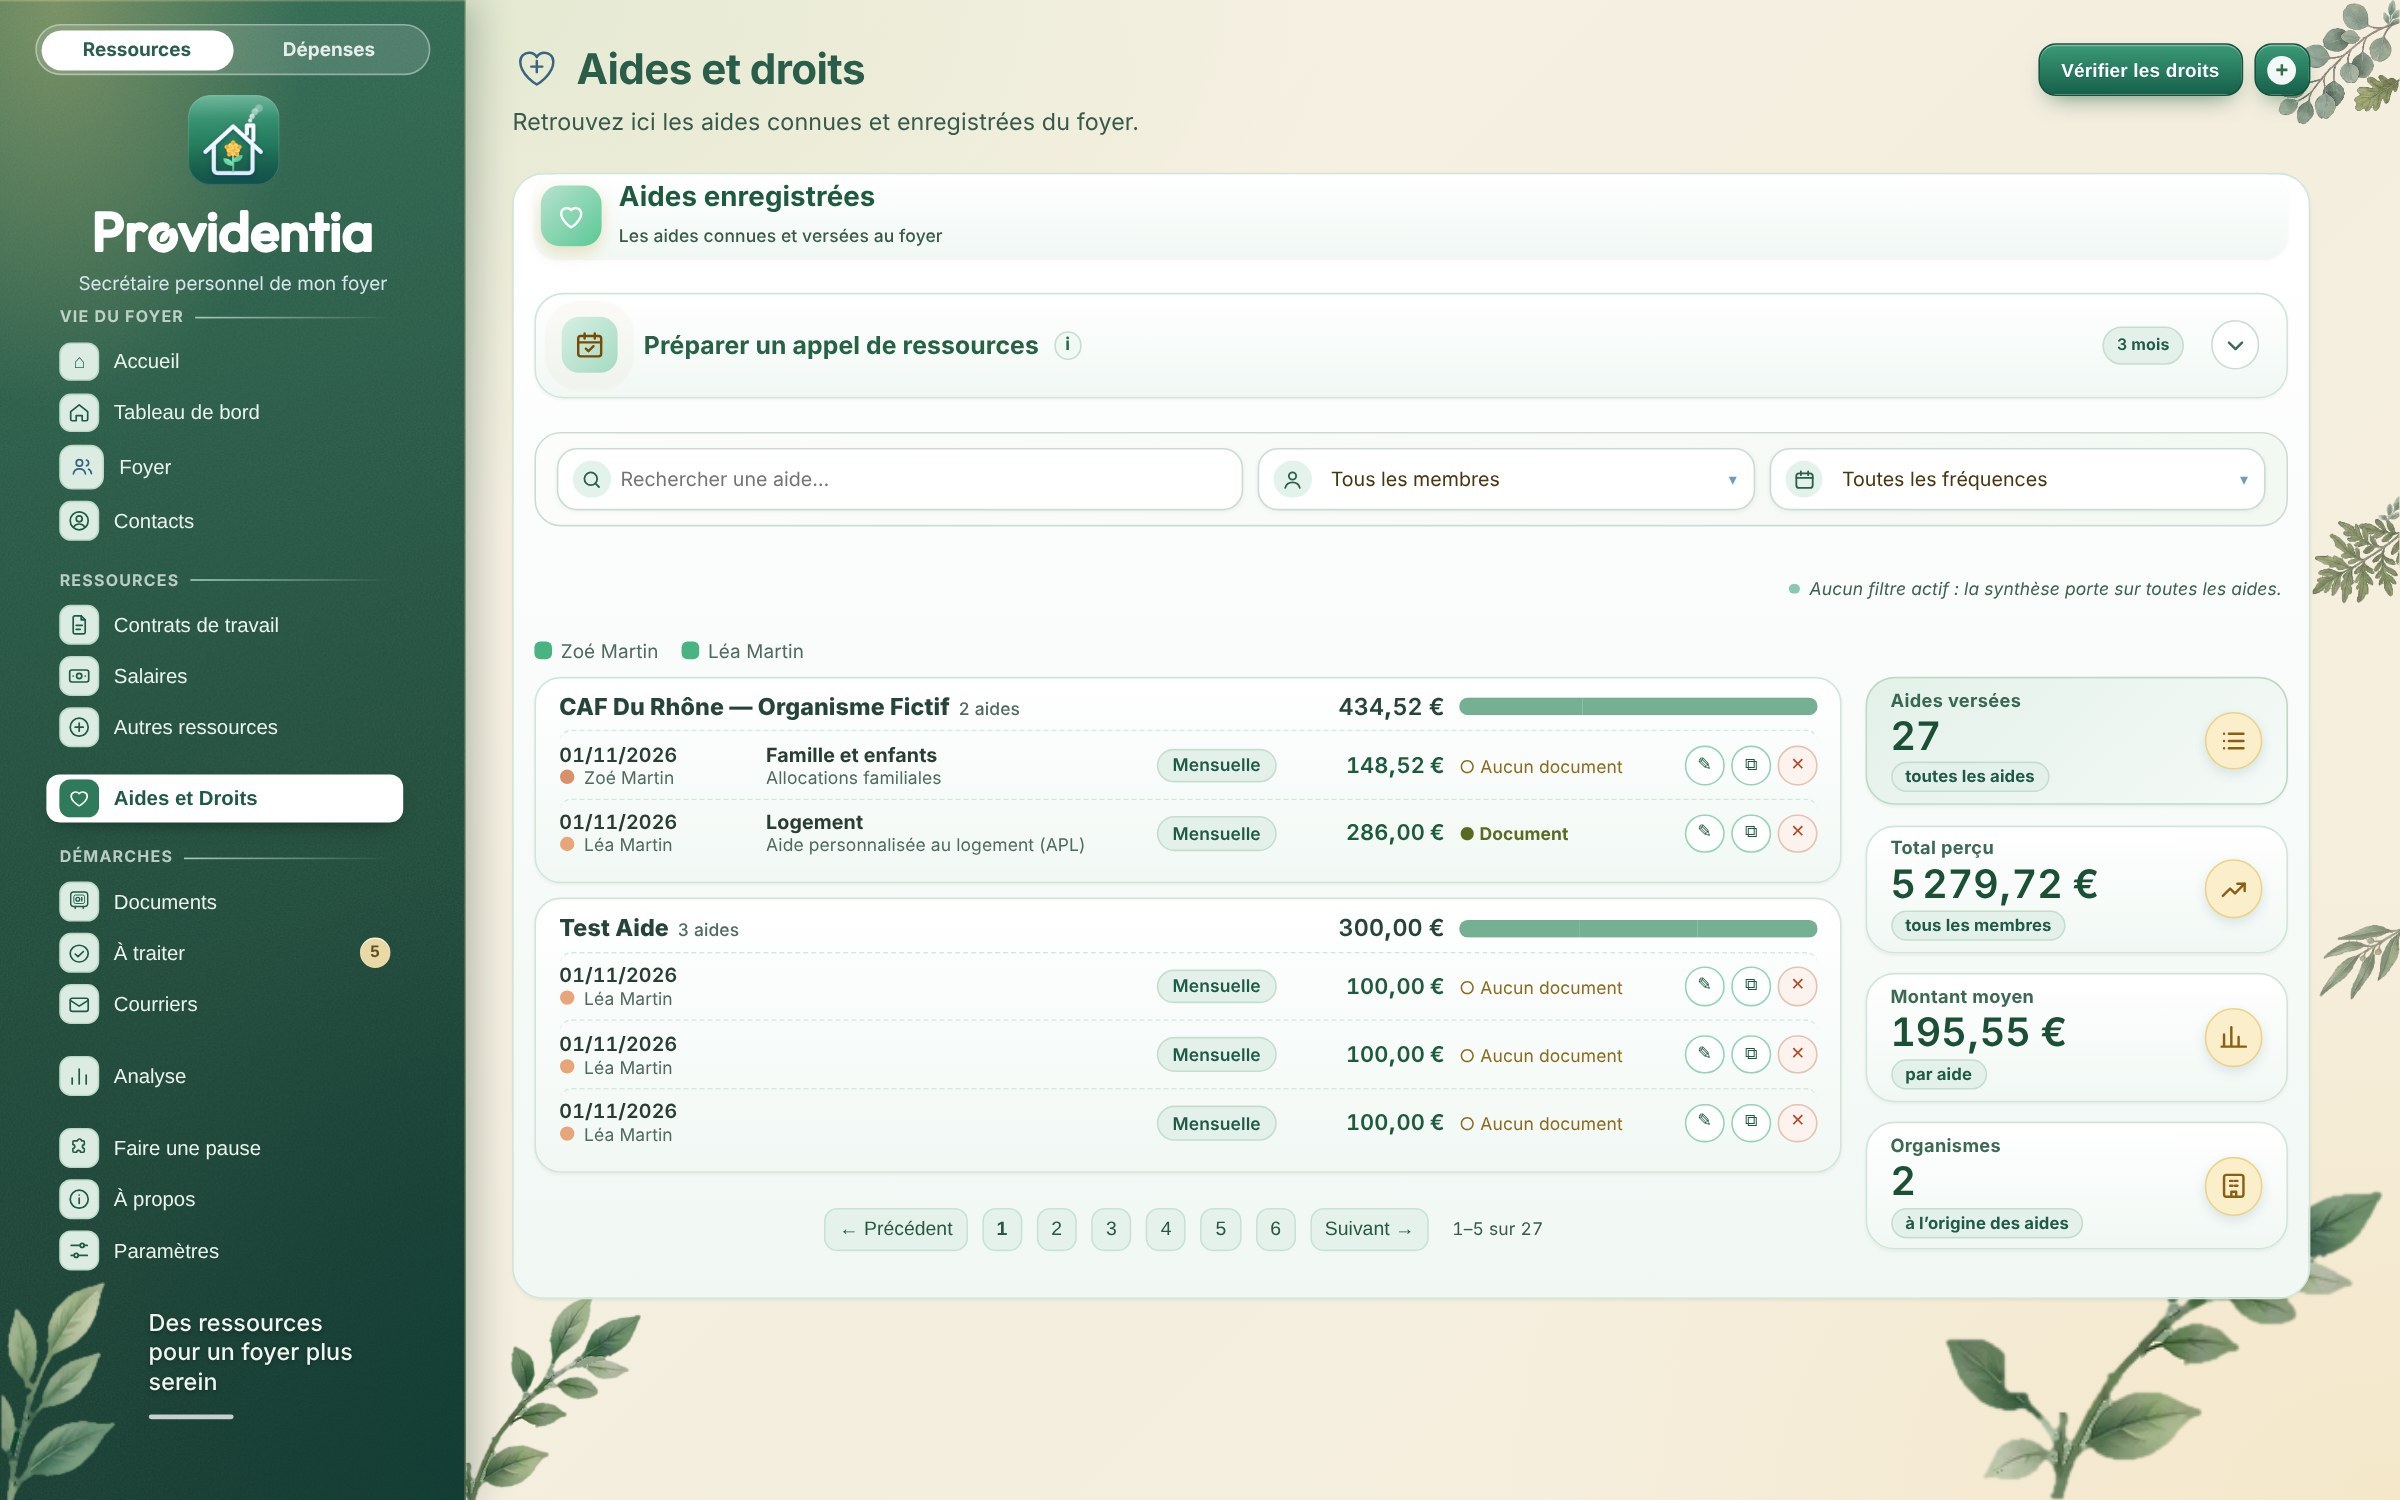 Ressources
Dépenses
Providentia
Secrétaire personnel de mon foyer
VIE DU FOYER
Accueil
Tableau de bord
Foyer
Contacts
RESSOURCES
Contrats de travail
Salaires
Autres ressources
Aides et Droits
DÉMARCHES
Documents
À traiter
5
Courriers
Analyse
Faire une pause
À propos
Paramètres
Des ressources
pour un foyer plus
serein
Aides et droits
Retrouvez ici les aides connues et enregistrées du foyer.
Vérifier les droits
Aides enregistrées
Les aides connues et versées au foyer
Préparer un appel de ressources
i
3 mois
Rechercher une aide...
Tous les membres
Toutes les fréquences
Aucun filtre actif : la synthèse porte sur toutes les aides.
Zoé Martin
Léa Martin
CAF Du Rhône — Organisme Fictif 2 aides
434,52 €
01/11/2026
Zoé Martin
Famille et enfants
Allocations familiales
Mensuelle
148,52 €
Aucun document
01/11/2026
Léa Martin
Logement
Aide personnalisée au logement (APL)
Mensuelle
286,00 €
Document
Test Aide 3 aides
300,00 €
01/11/2026
Léa Martin
Mensuelle
100,00 €
Aucun document
01/11/2026
Léa Martin
Mensuelle
100,00 €
Aucun document
01/11/2026
Léa Martin
Mensuelle
100,00 €
Aucun document
← Précédent
1
2
3
4
5
6
Suivant →
1–5 sur 27
Aides versées
27
toutes les aides
Total perçu
5 279,72 €
tous les membres
Montant moyen
195,55 €
par aide
Organismes
2
à l’origine des aides